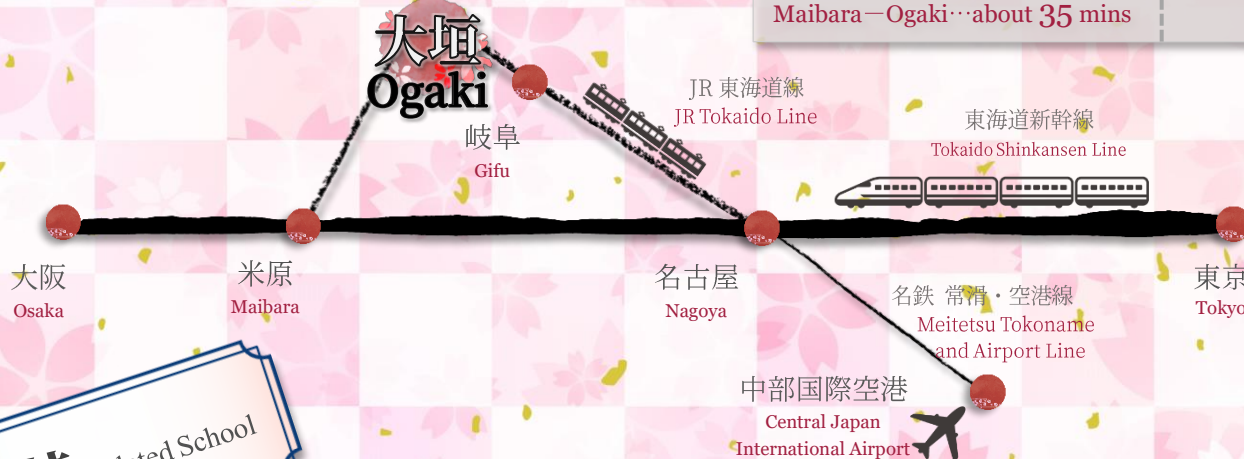 Maibara－Ogaki…about 35 mins
大垣
Ogaki
JR 東海道線
JR Tokaido Line
東海道新幹線
Tokaido Shinkansen Line
岐阜
Gifu
大阪
Osaka
米原
Maibara
名古屋
Nagoya
名鉄 常滑・空港線
Meitetsu Tokoname
and Airport Line
東京
Tokyo
中部国際空港
Central Japan
International Airport
School